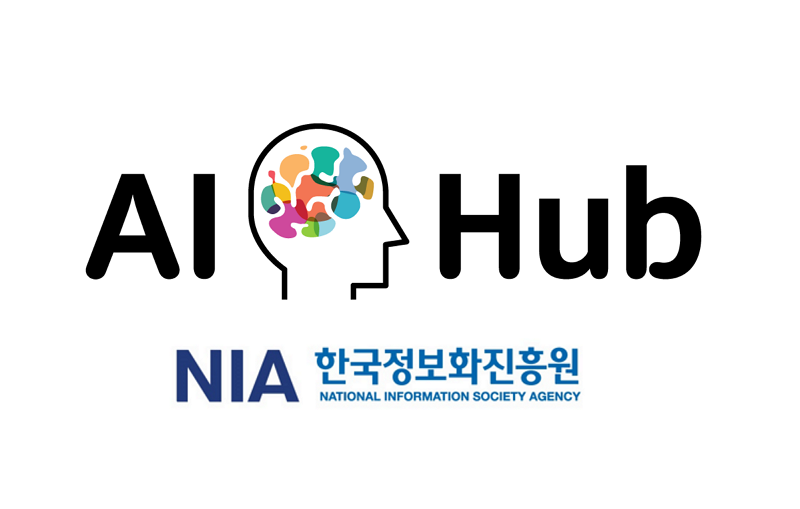 AI Hub
NIA 한국정보화진흥원
NATIONAL INFORMATION SOCIETY AGENCY